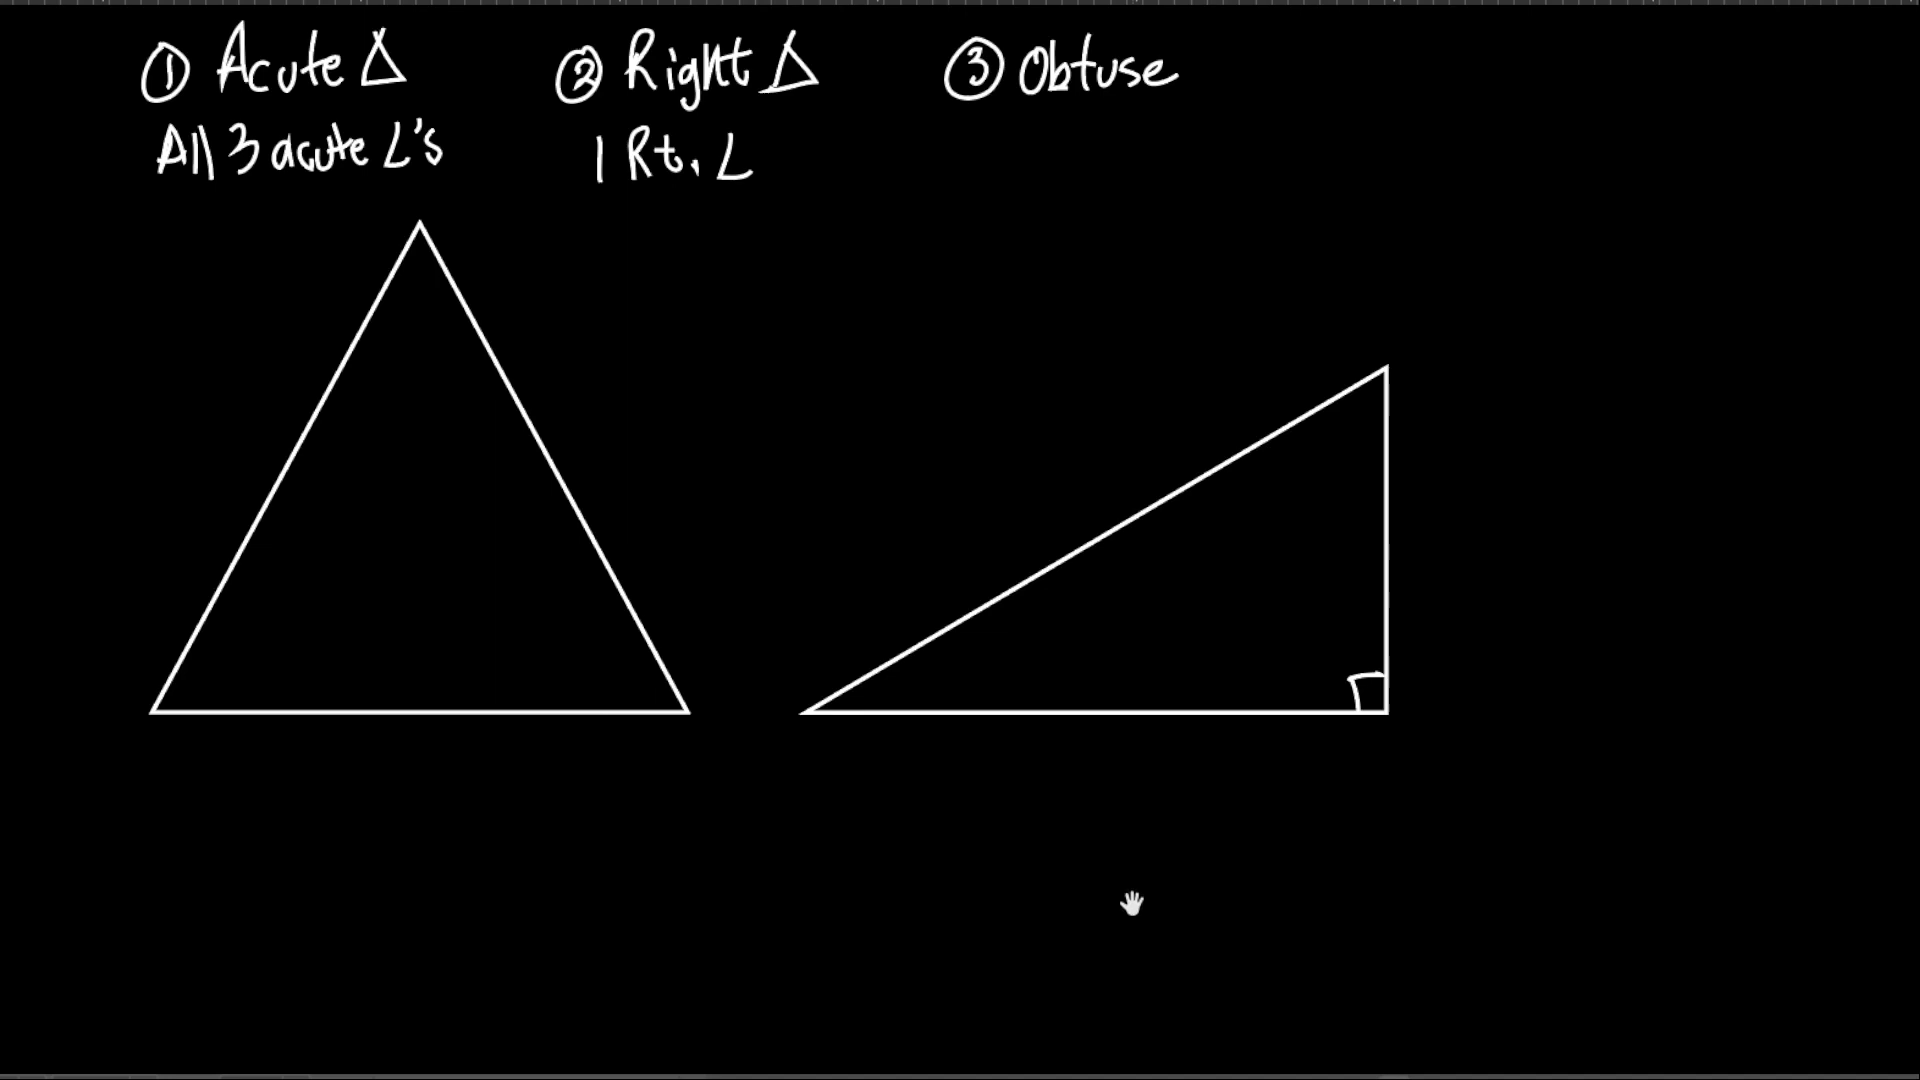 ① Acute △ ② Right △ ③ Obtuse
All 3 acute ∠'s 1 Rt. ∠